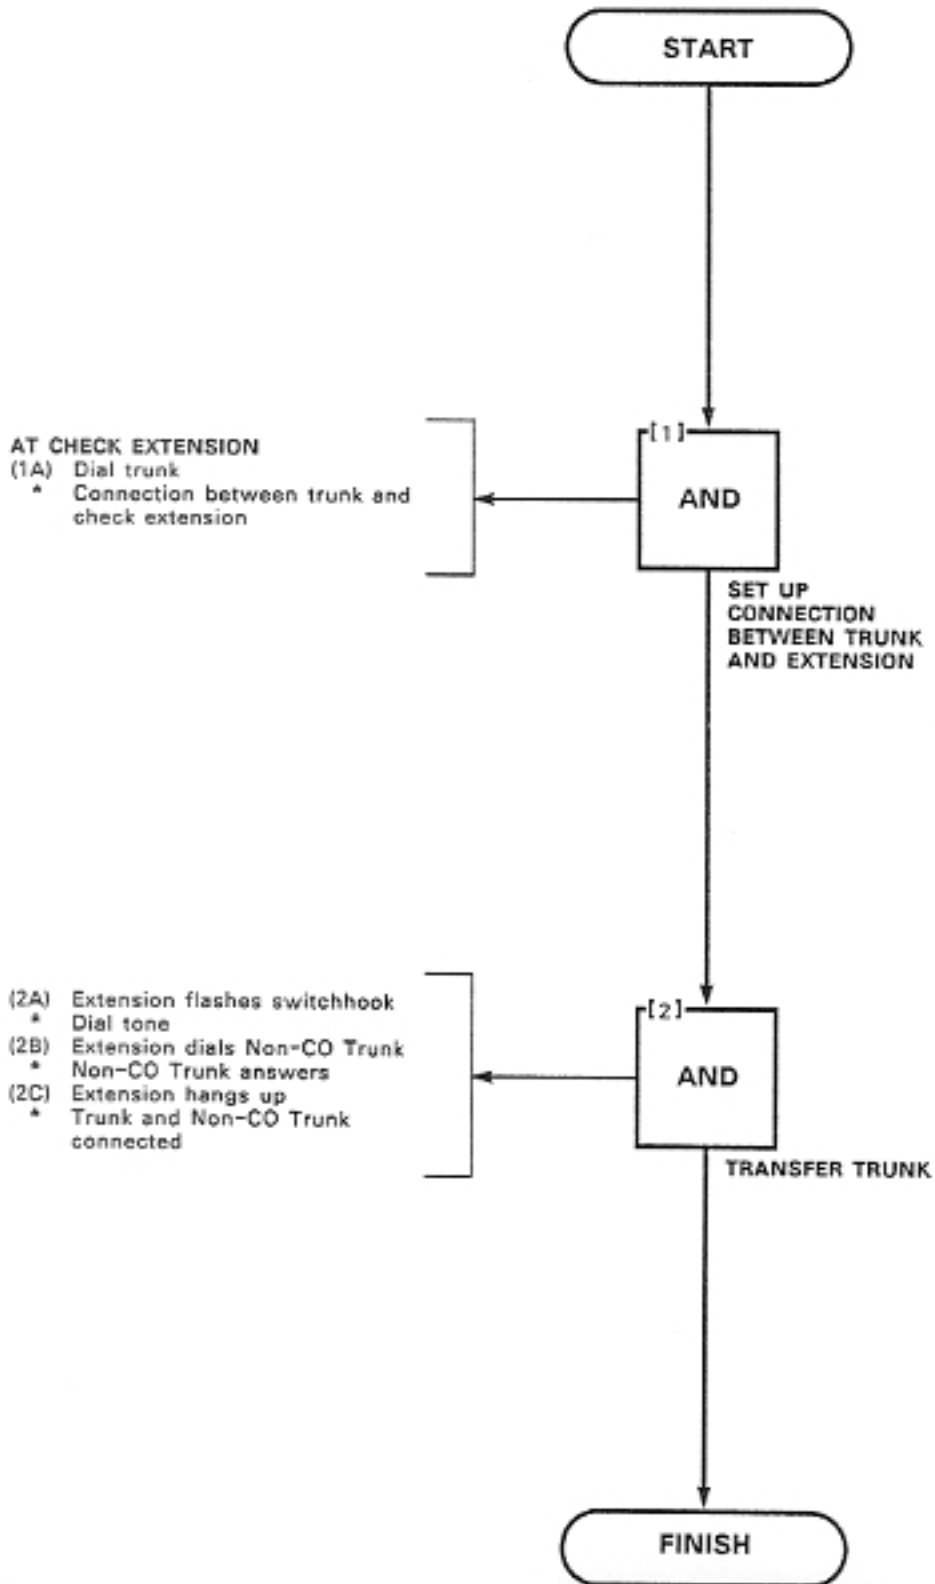 START
AT CHECK EXTENSION
(1A) Dial trunk
* Connection between trunk and
check extension
[1]
AND
SET UP
CONNECTION
BETWEEN TRUNK
AND EXTENSION
(2A) Extension flashes switchhook
* Dial tone
(2B) Extension dials Non-CO Trunk
* Non-CO Trunk answers
(2C) Extension hangs up
* Trunk and Non-CO Trunk
connected
[2]
AND
TRANSFER TRUNK
FINISH